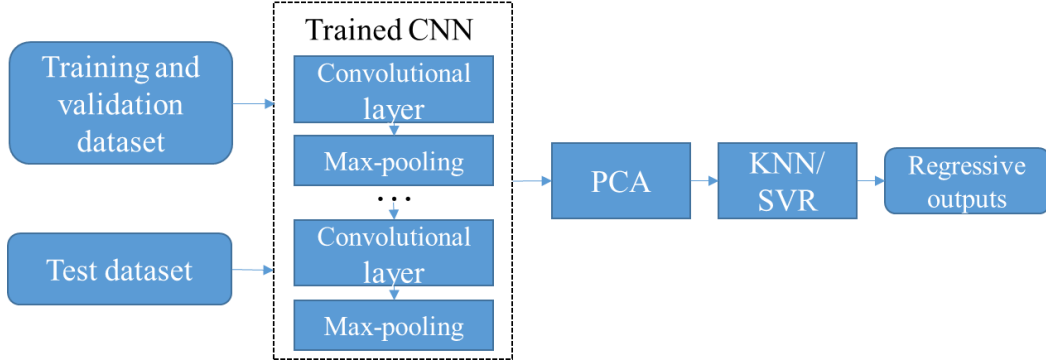 Training and
validation
dataset
Test dataset
Trained CNN
Convolutional
layer
Max-pooling
...
Convolutional
layer
Max-pooling
PCA
KNN/
SVR
Regressive
outputs